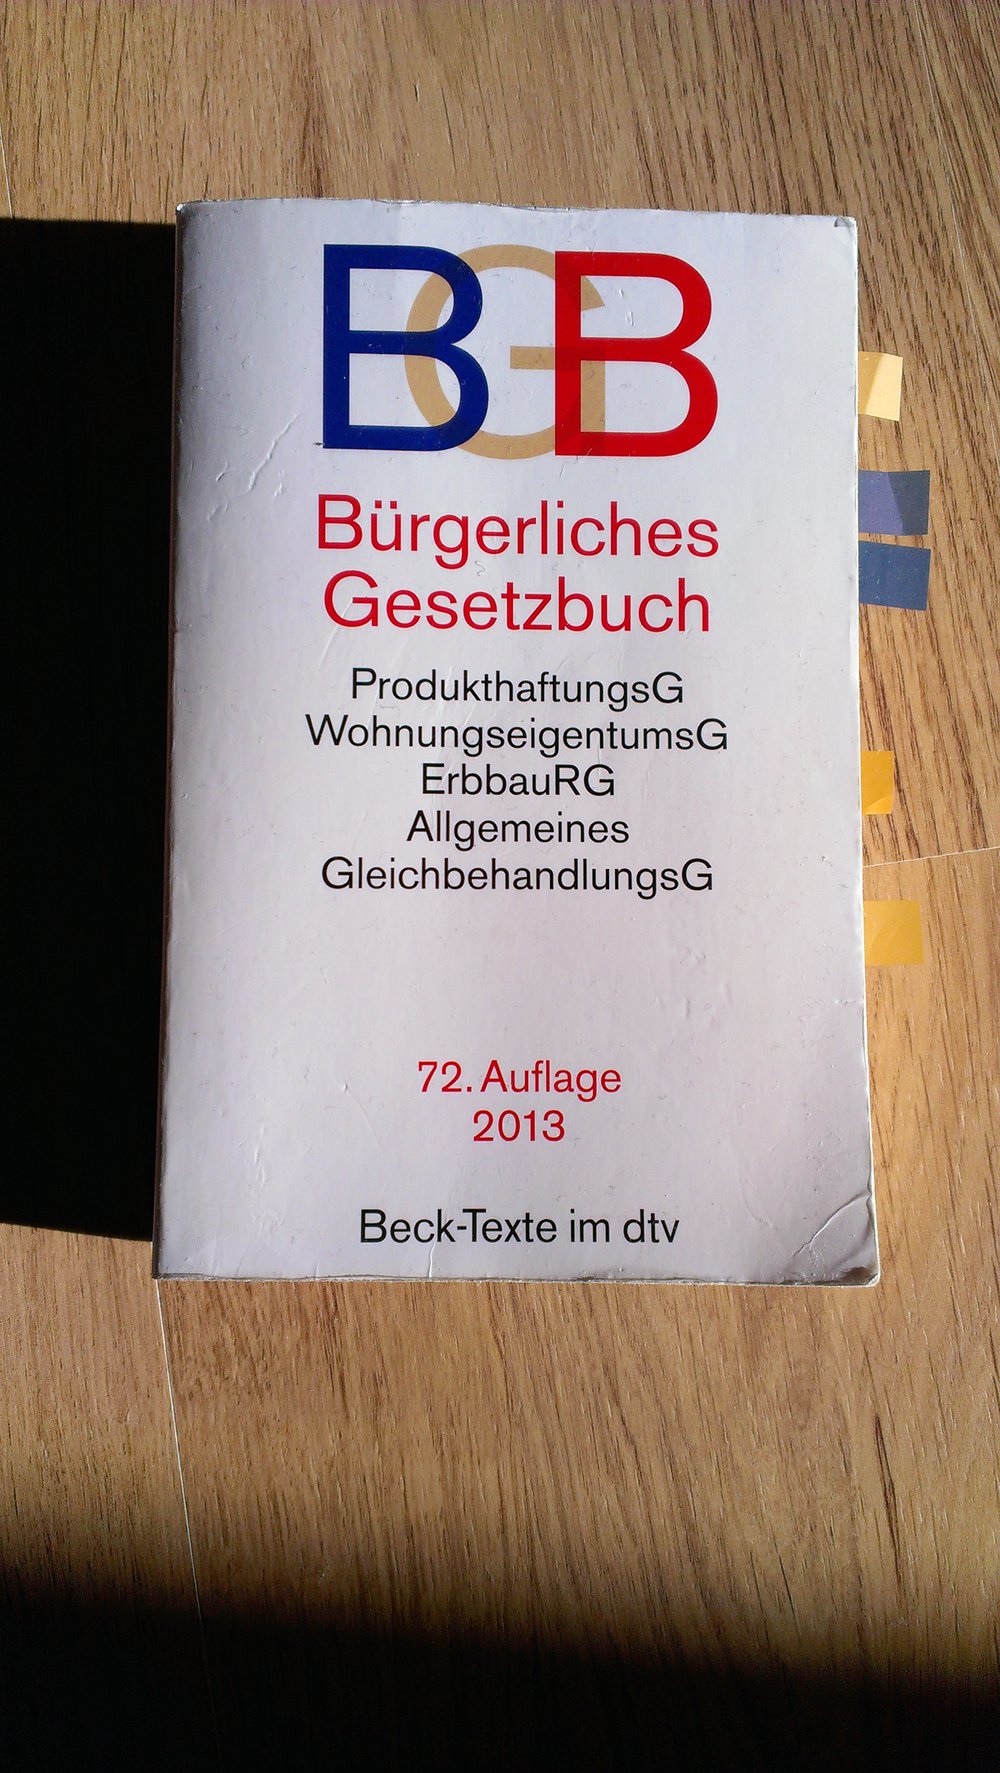 BGB
Bürgerliches
Gesetzbuch
ProdukthaftungsG
WohnungseigentumsG
ErbbauRG
Allgemeines
GleichbehandlungsG
72. Auflage
2013
Beck-Texte im dtv